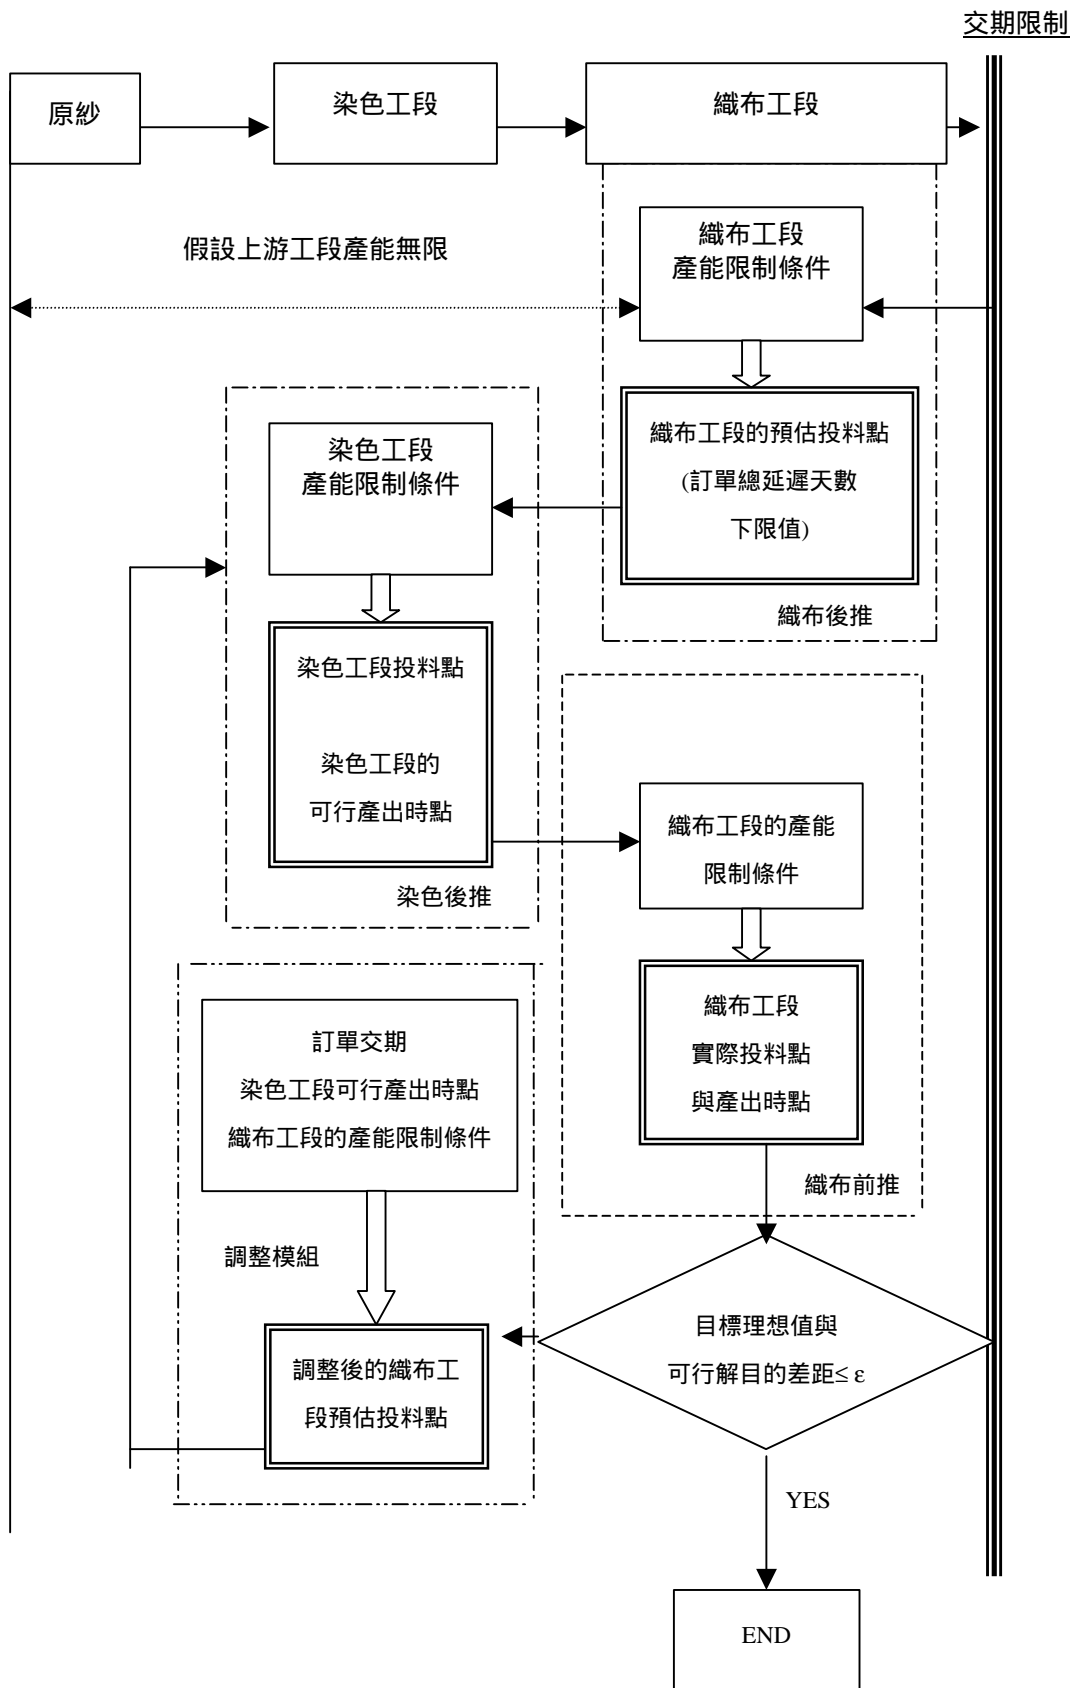 交期限制
原紗
染色工段
織布工段
假設上游工段產能無限
織布工段
產能限制條件
織布工段的預估投料點
(訂單總延遲天數
下限值)
織布後推
染色工段
產能限制條件
染色工段投料點
染色工段的
可行產出時點
染色後推
織布工段的產能
限制條件
織布工段
實際投料點
與產出時點
織布前推
訂單交期
染色工段可行產出時點
織布工段的產能限制條件
調整模組
調整後的織布工
段預估投料點
目標理想值與
可行解目的差距≤ ε
YES
END